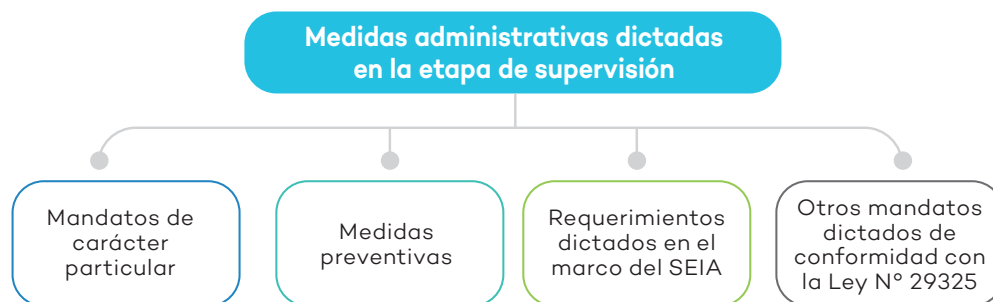 Medidas administrativas dictadas
en la etapa de supervisión
Mandatos de
carácter
particular
Medidas
preventivas
Requerimientos
dictados en el
marco del SEIA
Otros mandatos
dictados de
conformidad con
la Ley N° 29325